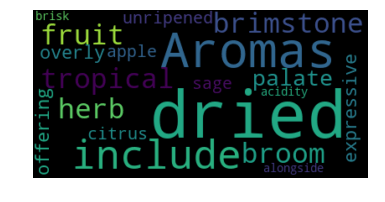 brisk
unripened
brimstone
fruit
Aromas
overly
apple
tropical
sage
palate
expressive
acidity
herb
dried
offering
citrus
include
broom
alongside